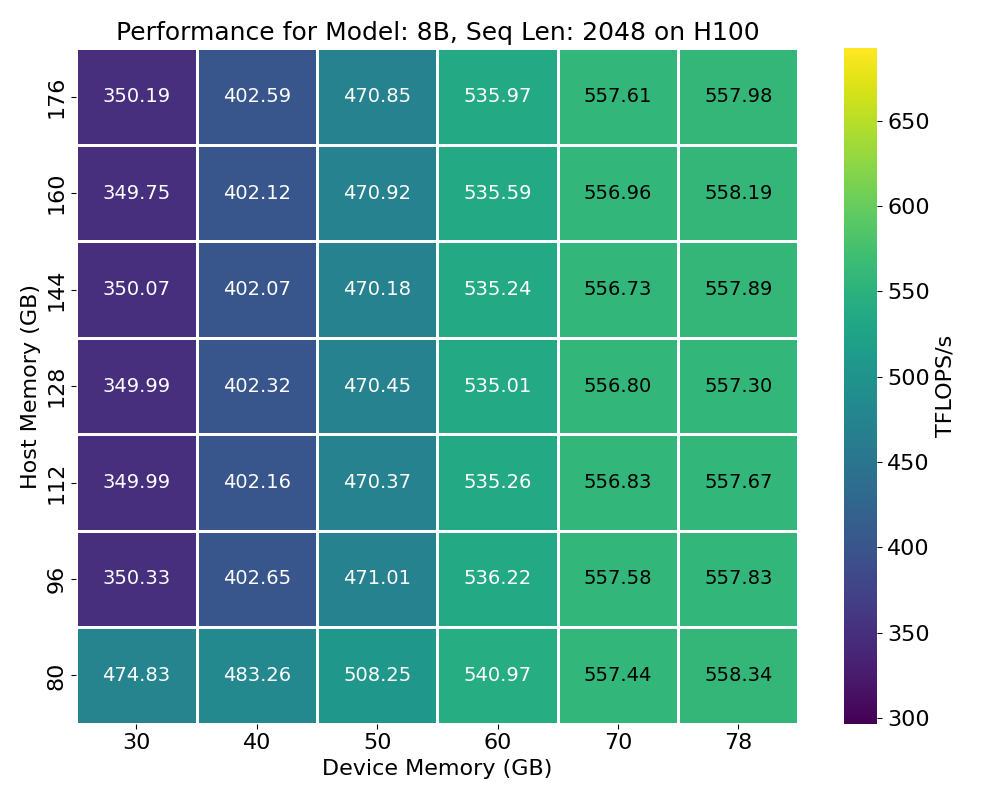 Performance for Model: 8B, Seq Len: 2048 on H100
Host Memory (GB)
176 350.19 402.59 470.85 535.97 557.61 557.98
160 349.75 402.12 470.92 535.59 556.96 558.19
144 350.07 402.07 470.18 535.24 556.73 557.89
128 349.99 402.32 470.45 535.01 556.80 557.30
112 349.99 402.16 470.37 535.26 556.83 557.67
96 350.33 402.65 471.01 536.22 557.58 557.83
80 474.83 483.26 508.25 540.97 557.44 558.34
30 40 50 60 70 78
Device Memory (GB)
650
600
550
500
450
400
350
300
TFLOPS/s